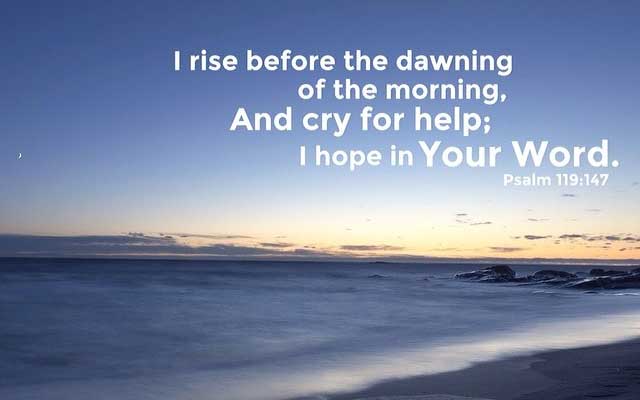 I rise before the dawning
of the morning,
And cry for help;
I hope in Your Word.
Psalm 119:147